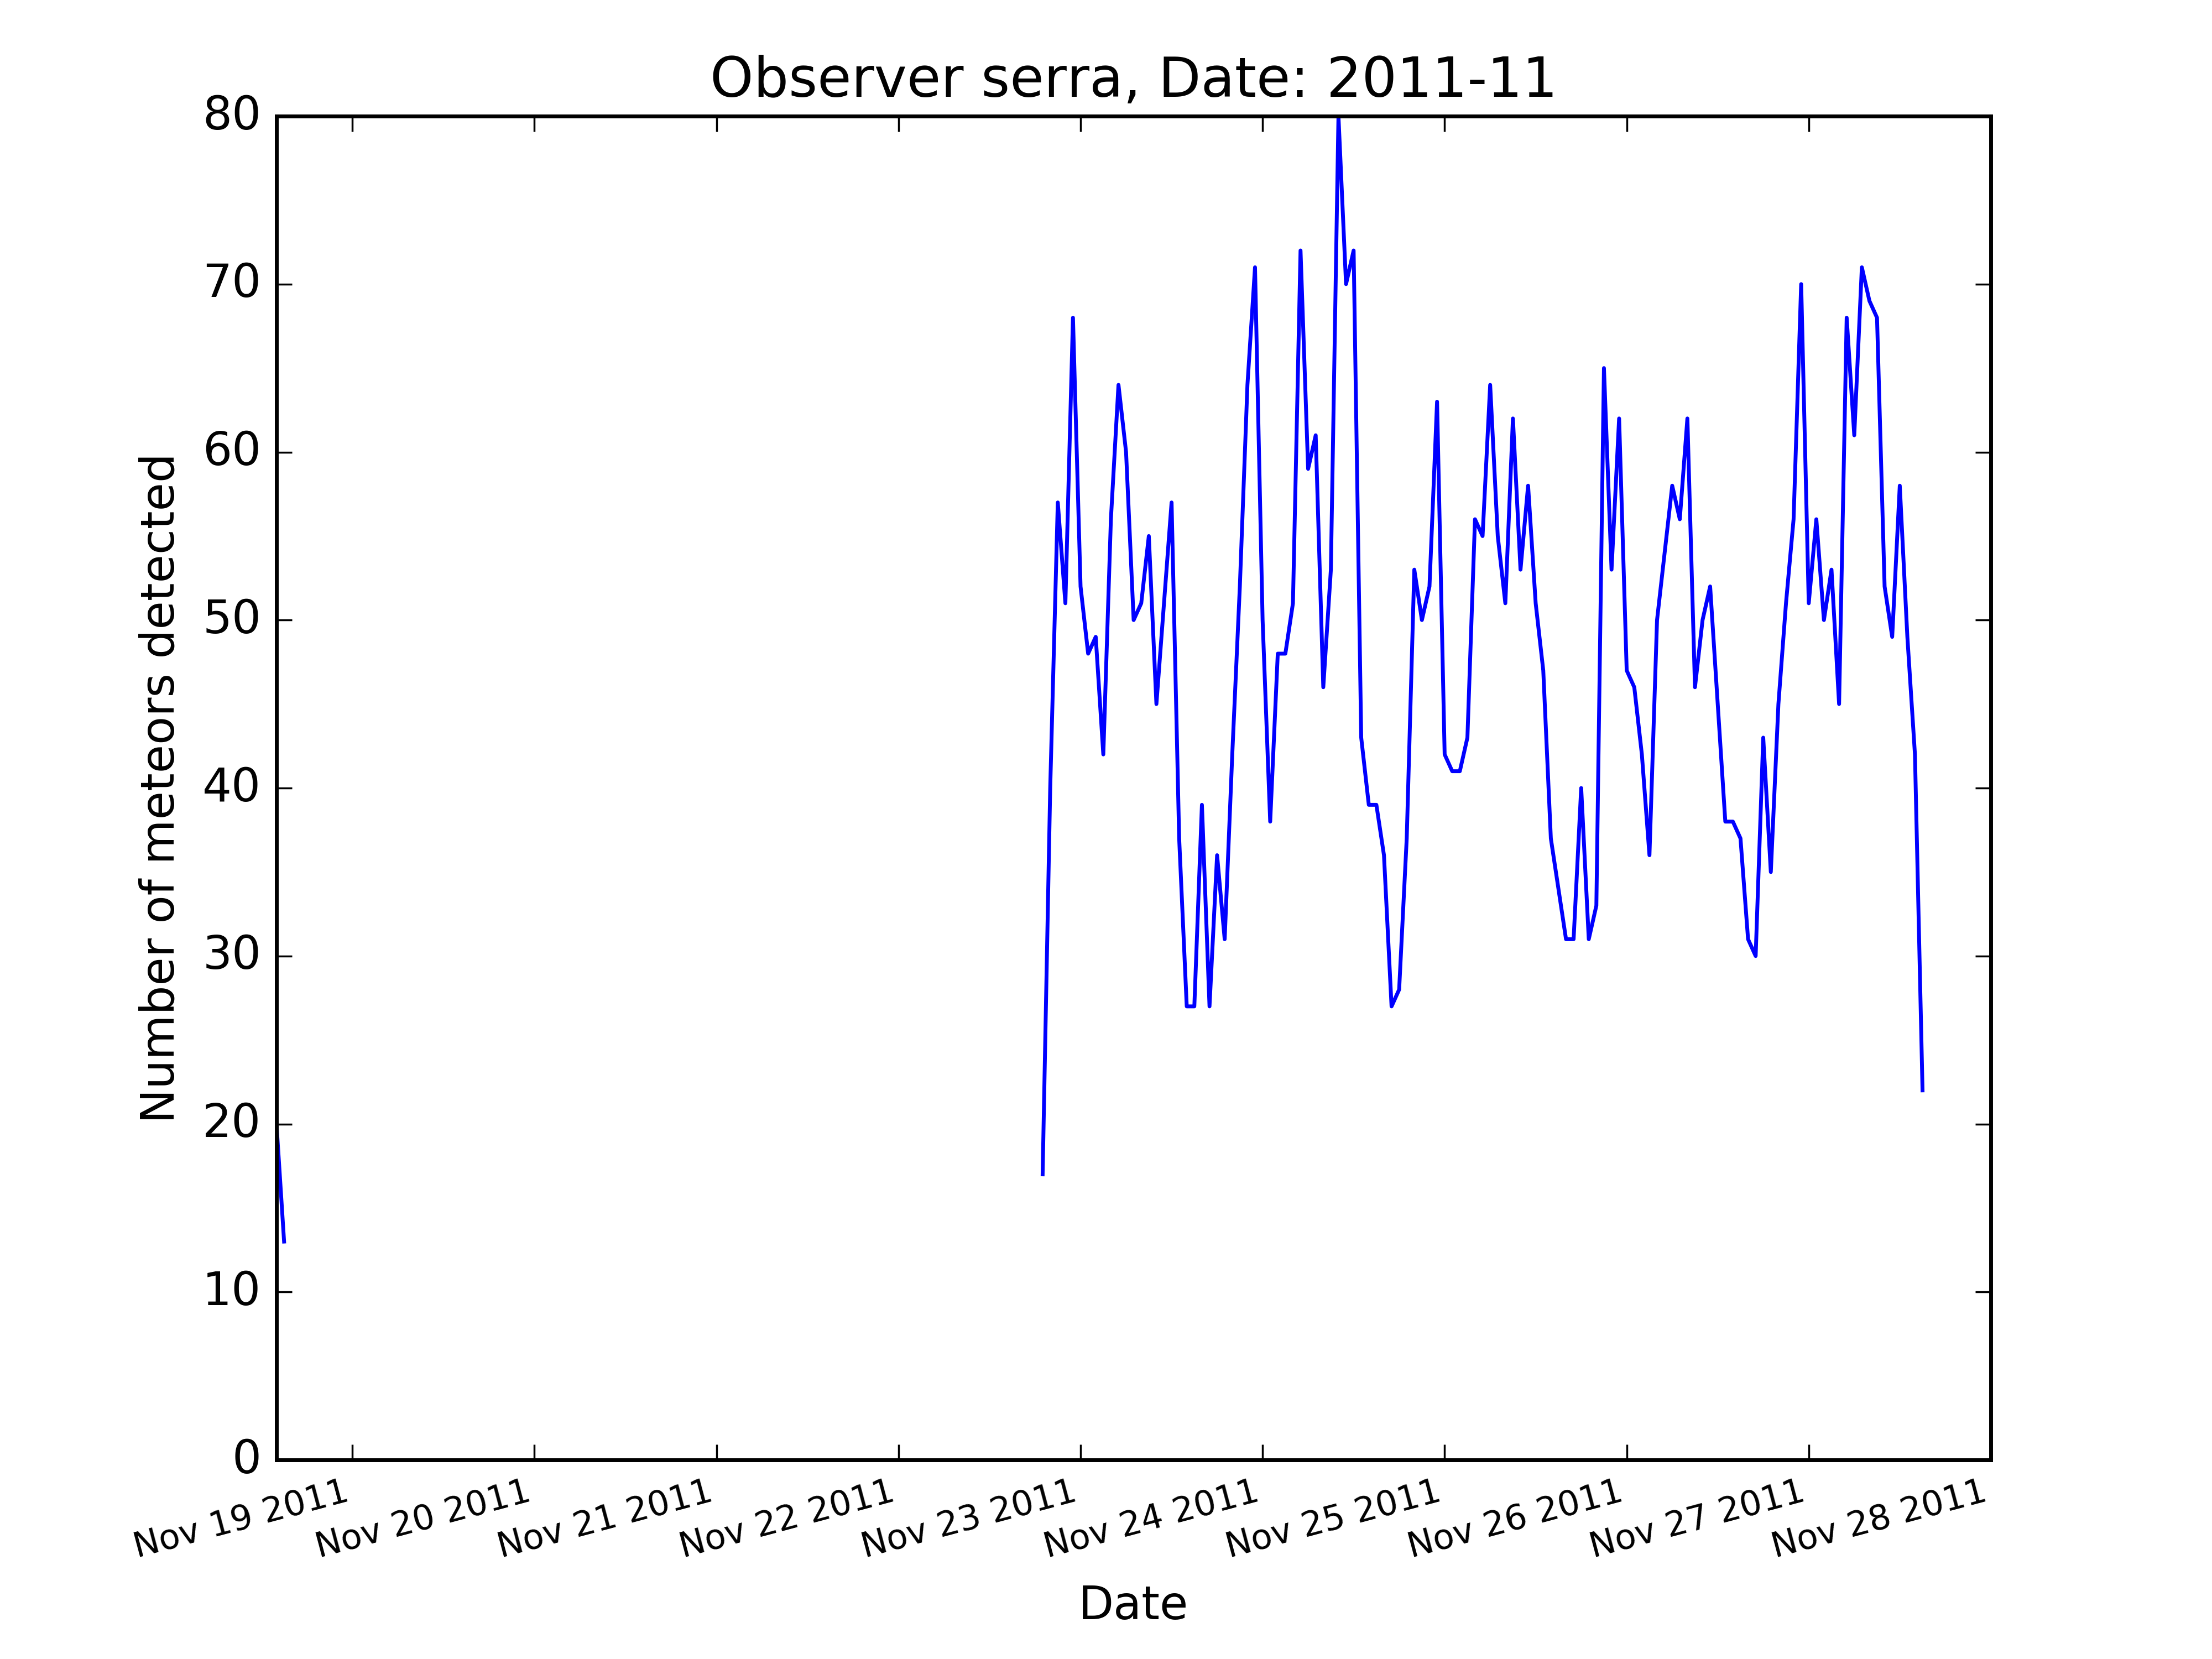 Observer serra, Date: 2011-11
80
70
60
50
40
30
20
10
0
Number of meteors detected
Nov 19 2011
Nov 20 2011
Nov 21 2011
Nov 22 2011
Nov 23 2011
Nov 24 2011
Nov 25 2011
Nov 26 2011
Nov 27 2011
Nov 28 2011
Date